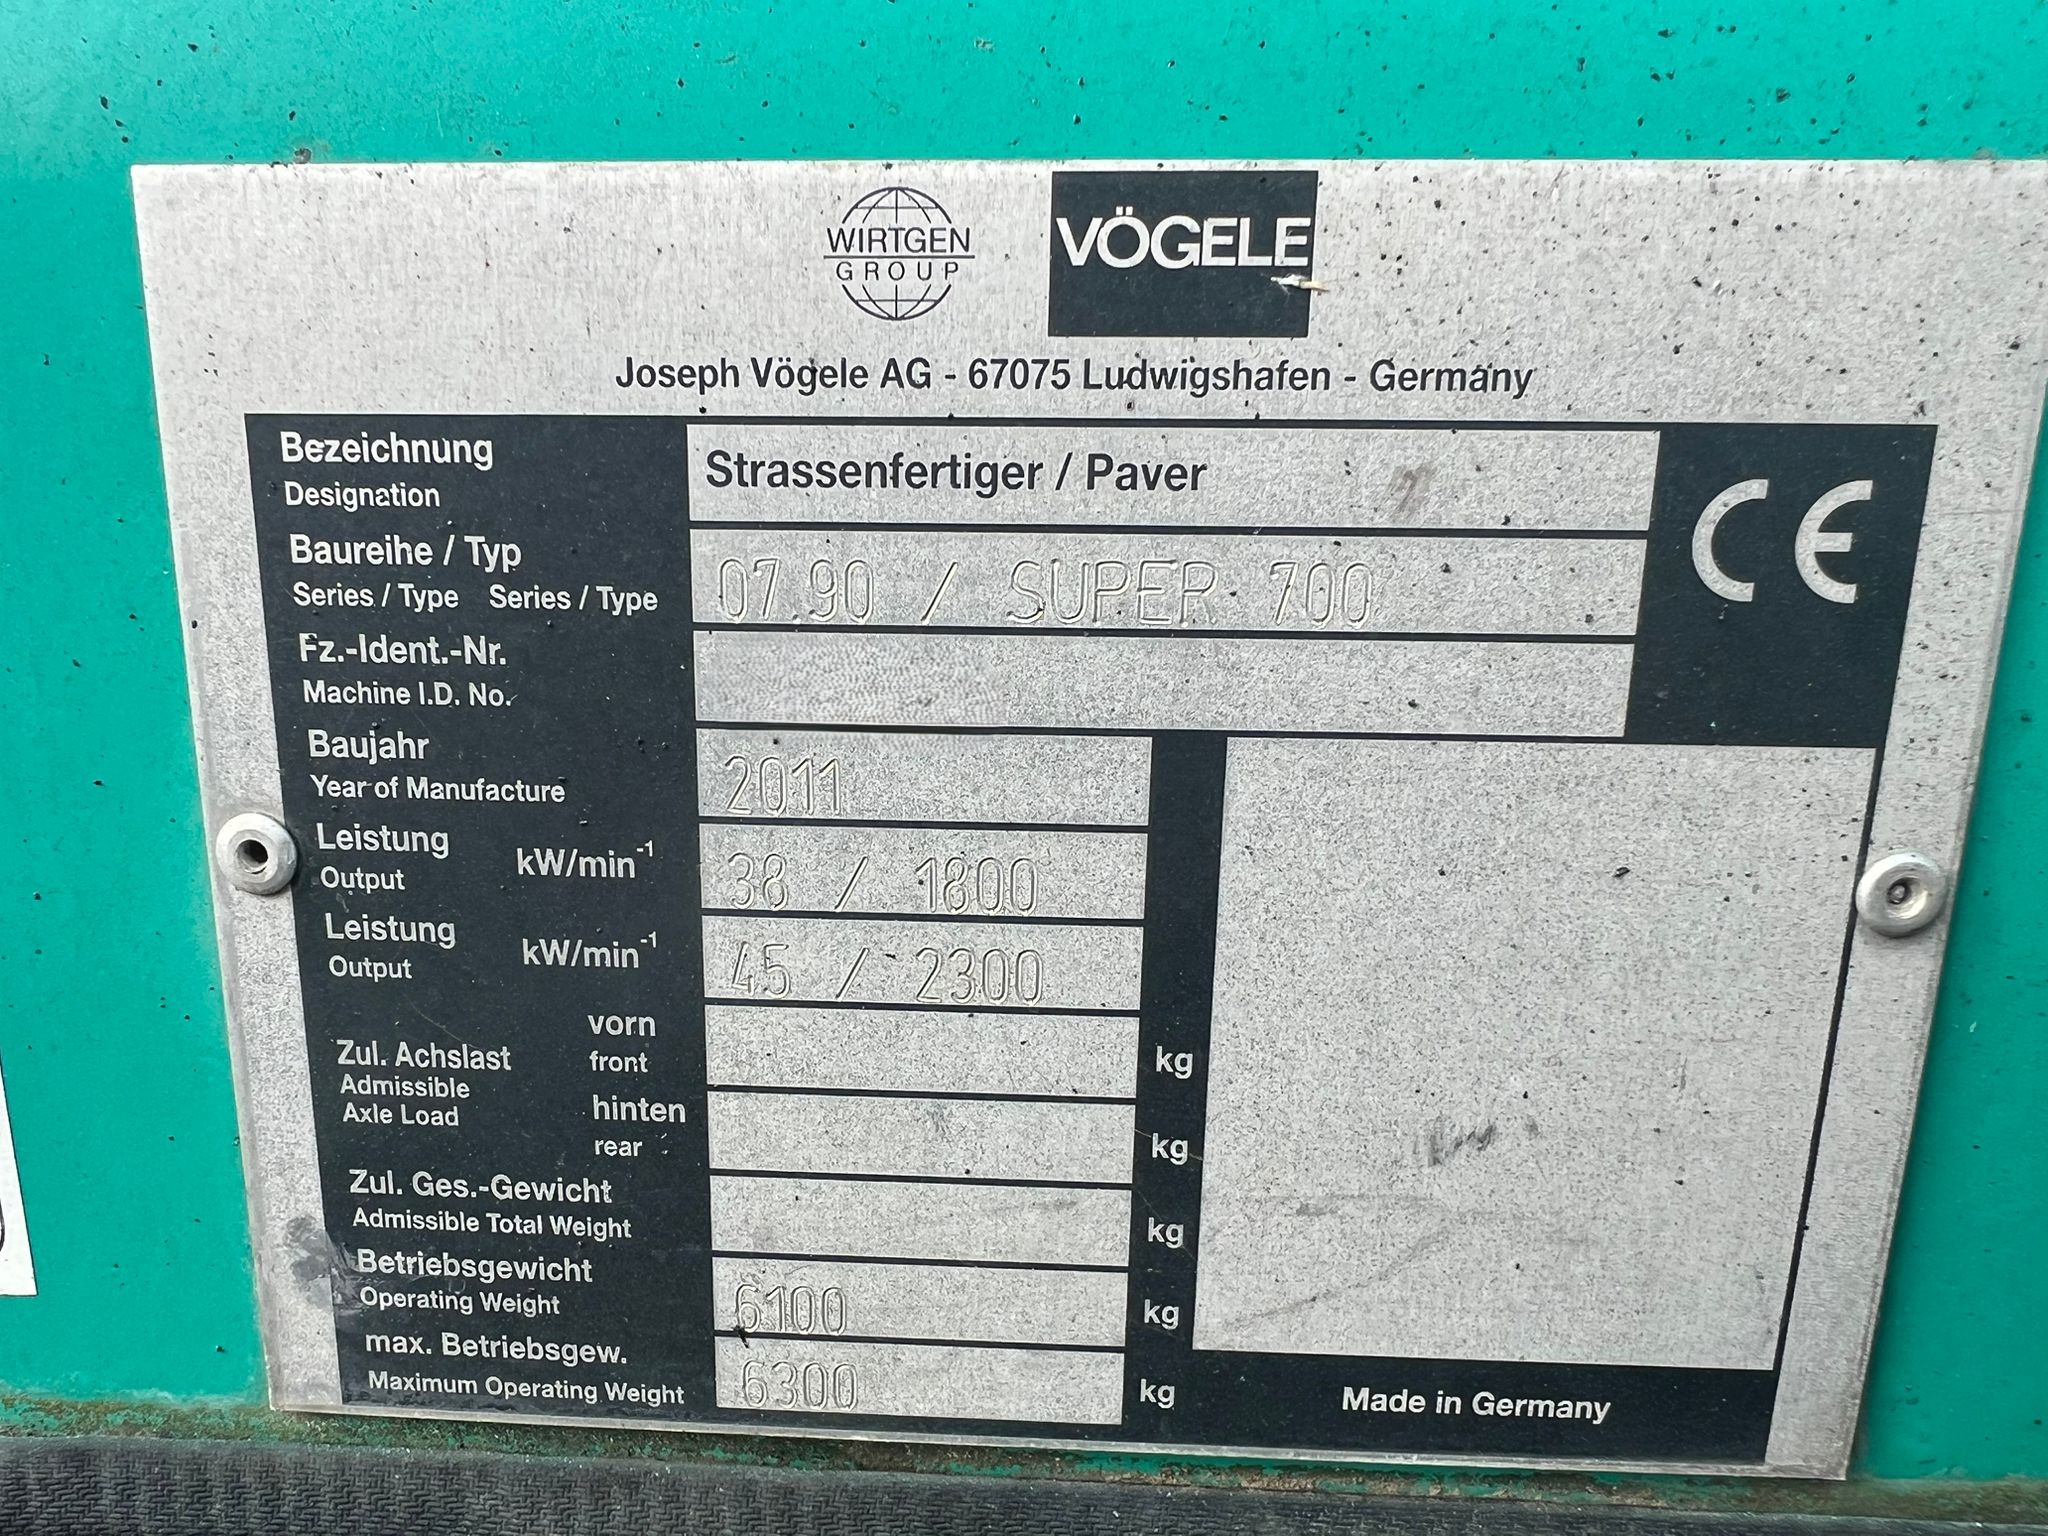 WIRTGEN
GROUP
VÖGELE
Joseph Vögele AG - 67075 Ludwigshafen - Germany
Bezeichnung
Designation
Strassenfertiger / Paver
CE
Baureihe / Typ
Series / Type Series / Type
07.90 / SUPER 700
Fz.-Ident.-Nr.
Machine I.D. No.
Baujahr
Year of Manufacture
2011
Leistung
Output
kW/min-1
38 / 1800
Leistung
Output
kW/min-1
45 / 2300
Zul. Achslast
Admissible
Axle Load
vorn
front
kg
hinten
rear
kg
Zul. Ges.-Gewicht
Admissible Total Weight
kg
Betriebsgewicht
Operating Weight
6100 kg
max. Betriebsgew.
Maximum Operating Weight
6300 kg
Made in Germany